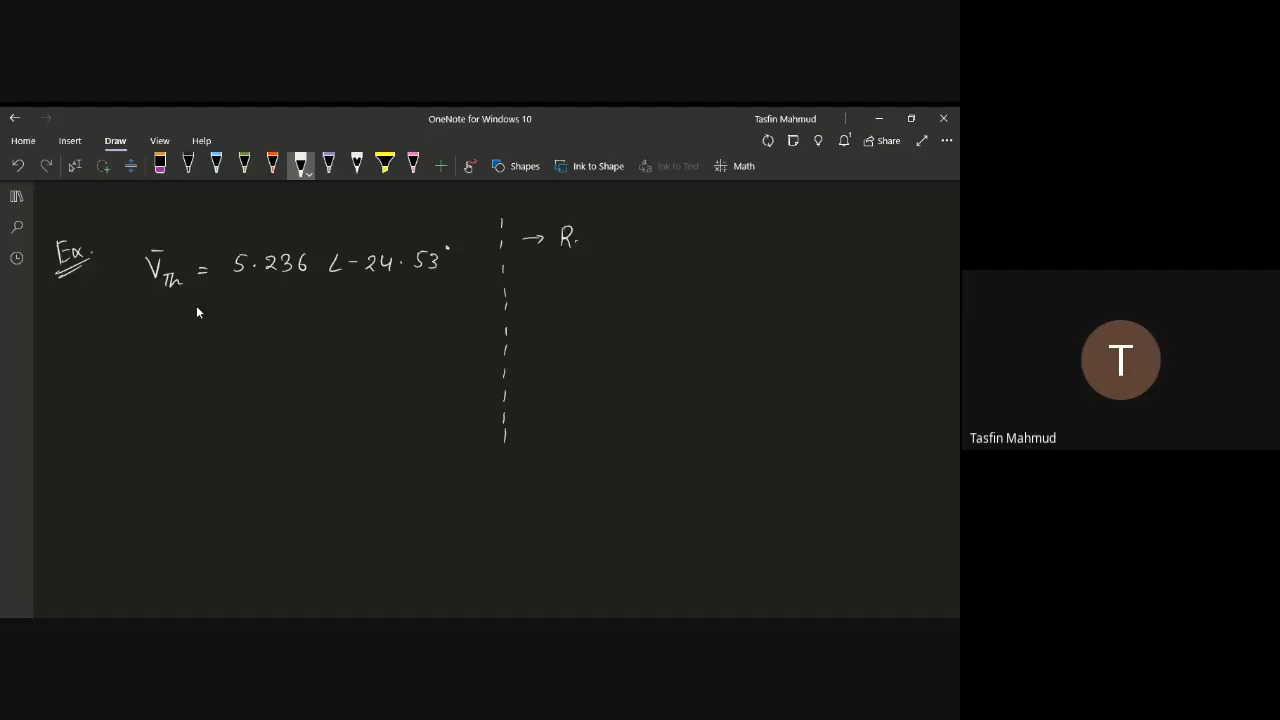 OneNote for Windows 10
Tasfin Mahmud
Home Insert Draw View Help
Share
Shapes Ink to Shape Ink to Text Math
Ex. V̅Th = 5.236 ∠-24.53°
→ R.
T
Tasfin Mahmud